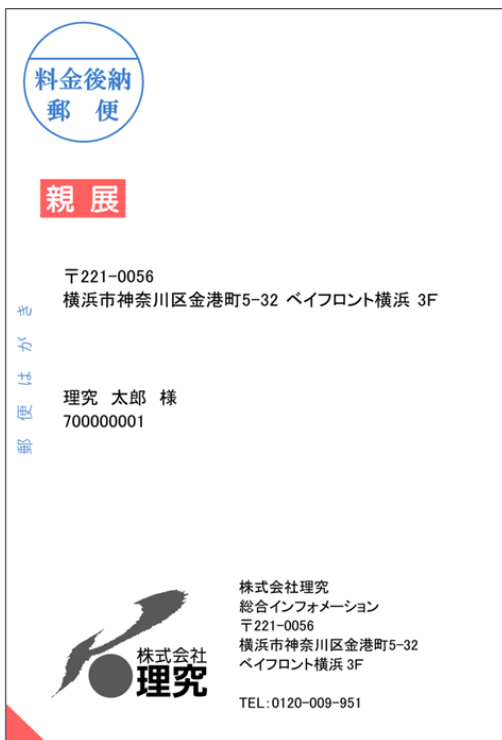 料金後納
郵 便
親 展
〒221-0056
横浜市神奈川区金港町5-32 ベイフロント横浜 3F
郵便はがき
理究 太郎 様
700000001
株式会社
理究
株式会社理究
総合インフォメーション
〒221-0056
横浜市神奈川区金港町5-32
ベイフロント横浜 3F
TEL:0120-009-951